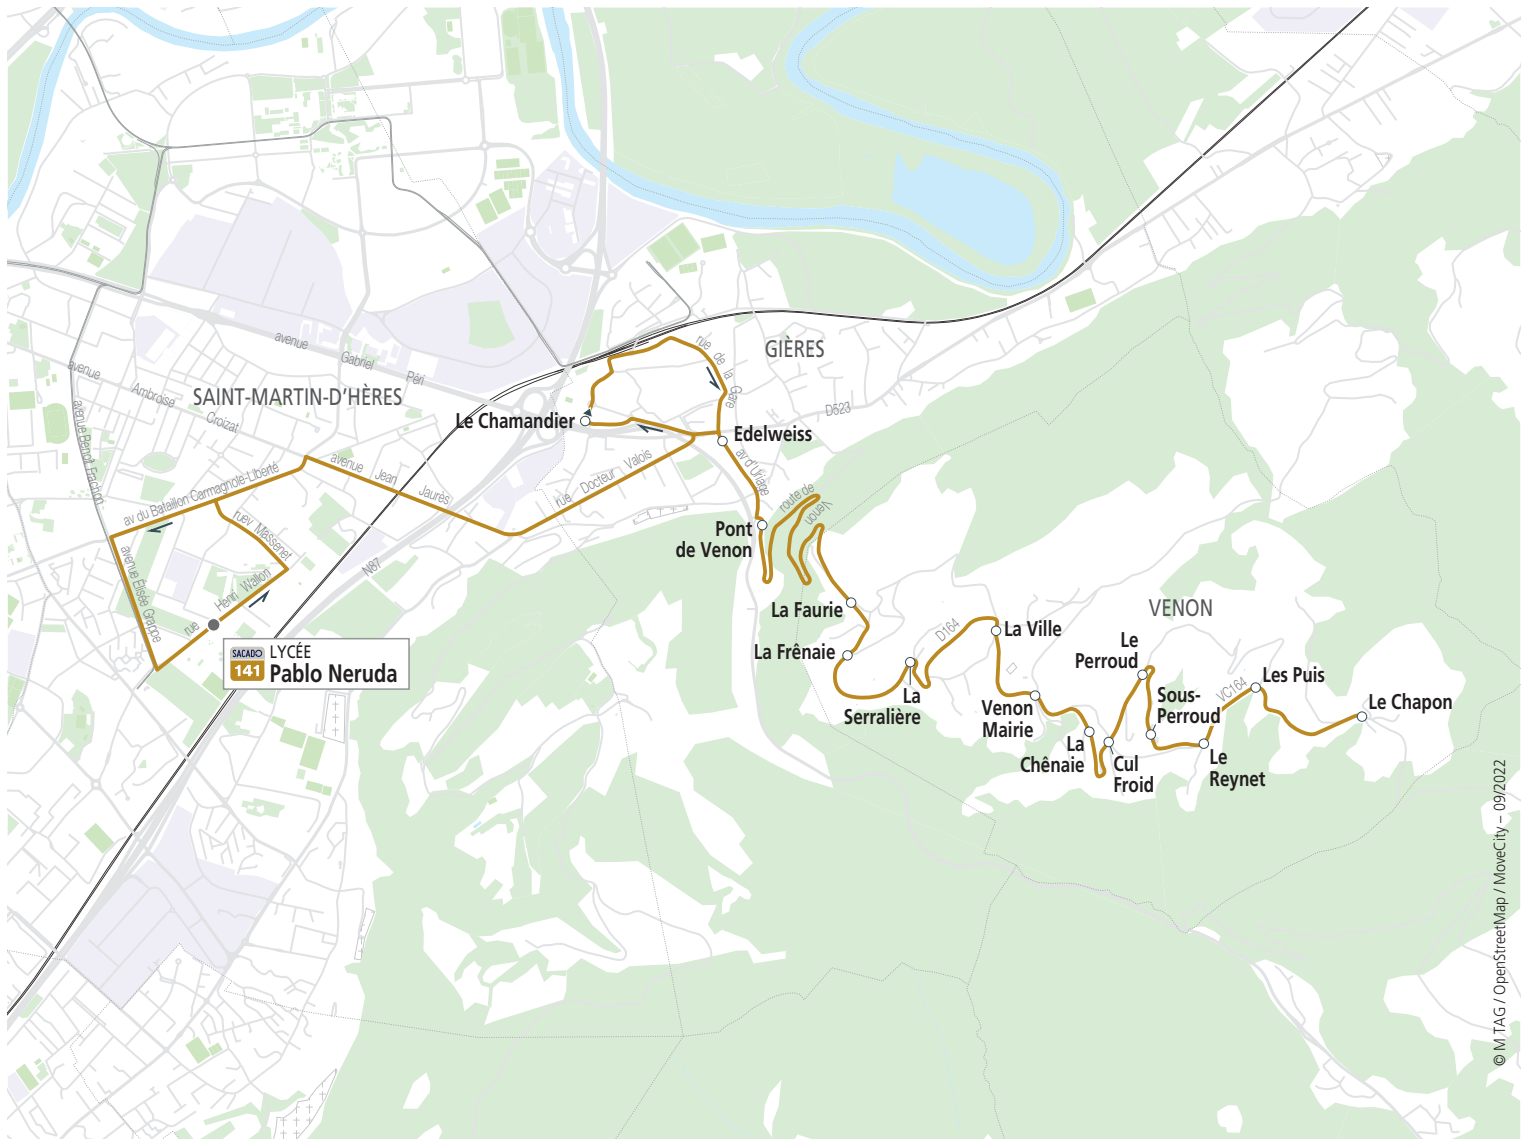 GIÈRES
rue de la Gare
avenue Gabriel Péri
avenue Ambroise Croizat
SAINT-MARTIN-D'HÈRES
avenue Benoît Frachon
Le Chamandier
D523
Edelweiss
av d'Uriage
avenue Jean Jaurès
rue Docteur Valois
av du Bataillon Carmagnole-Liberté
route de
Venon
ruev Massenet
Pont
de Venon
avenue Élisée Grappe
N87
rue Henri Wallon
La Faurie
VENON
D164
La Ville
SACADO
141
LYCÉE
Pablo Neruda
La Frênaie
Le
Perroud
Les Puis
VC164
La
Serralière
Venon
Mairie
Sous-
Perroud
Le Chapon
La
Chênaie
Cul
Froid
Le
Reynet
© M TAG / OpenStreetMap / MoveCity – 09/2022